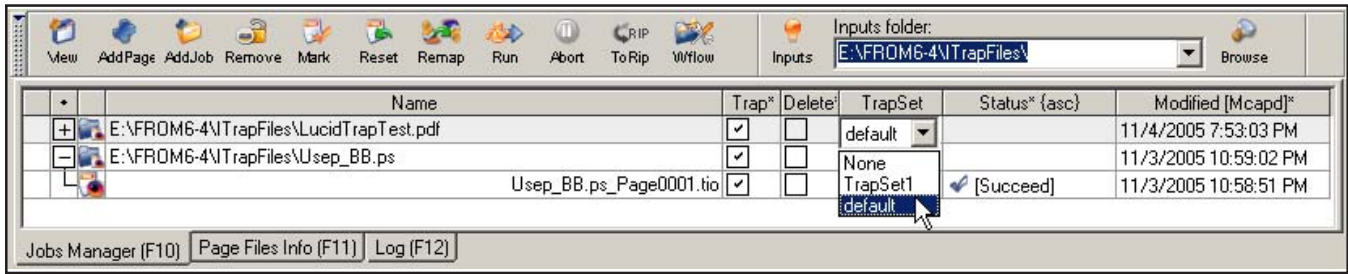 Inputs folder:
View AddPage AddJob Remove Mark Reset Remap Run Abort RIP ToRip Wflow Inputs E:\FROM6-4\ITrapFiles\ Browse
Name Trap* Delete* TrapSet Status* {asc} Modified [Mcapd]*
E:\FROM6-4\ITrapFiles\LucidTrapTest.pdf default 11/4/2005 7:53:03 PM
E:\FROM6-4\ITrapFiles\Usep_BB.ps None 11/3/2005 10:59:02 PM
Usep_BB.ps_Page0001.tio TrapSet1 [Succeed] 11/3/2005 10:58:51 PM
default
Jobs Manager (F10) Page Files Info (F11) Log (F12)